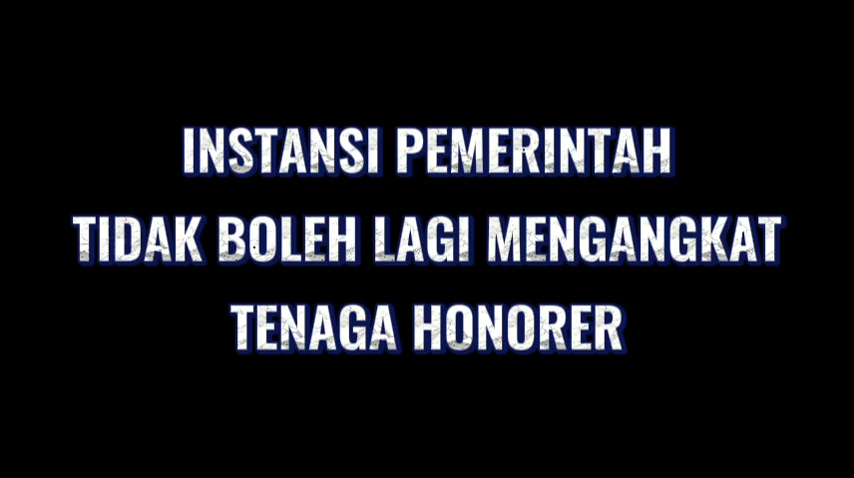 INSTANSI PEMERINTAH
TIDAK BOLEH LAGI MENGANGKAT
TENAGA HONORER